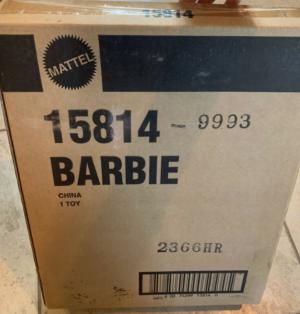 15814
MATTEL
15814 - 9993
BARBIE
CHINA
1 TOY
2366HR